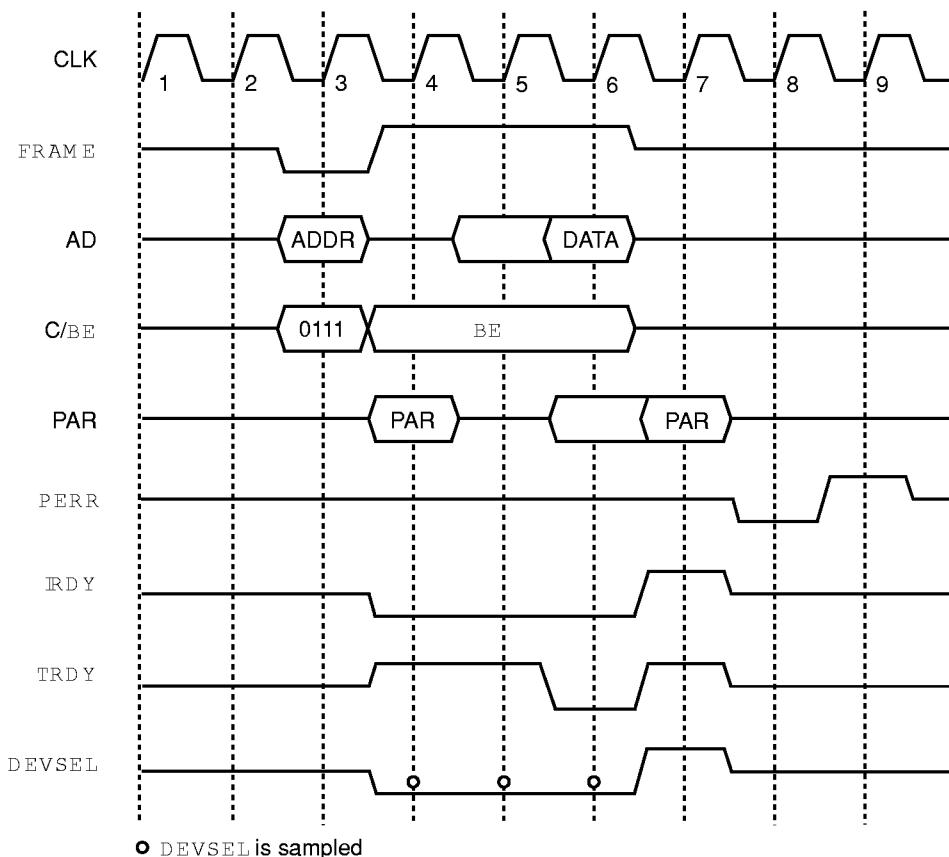 CLK
1 2 3 4 5 6 7 8 9
FRAME
AD
ADDR DATA
C/BE
0111 BE
PAR
PAR PAR
PERR
IRDY
TRDY
DEVSEL
DEVSEL is sampled